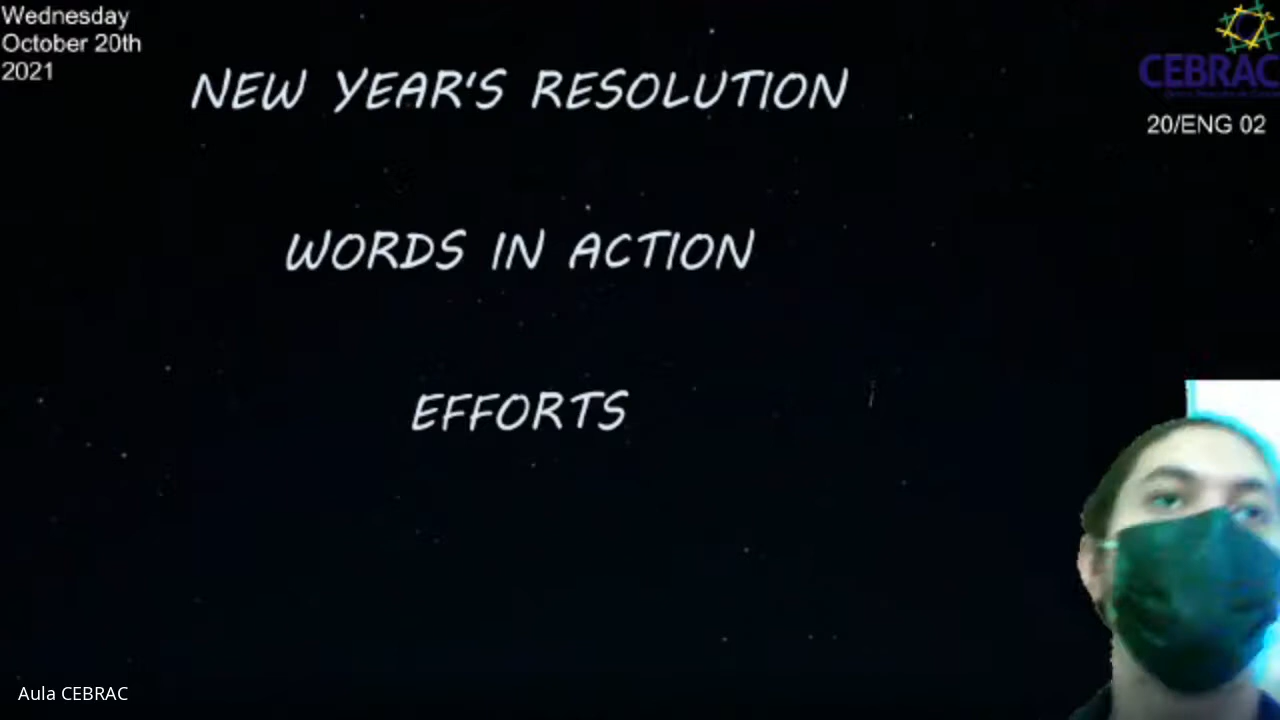 Wednesday
October 20th
2021
CEBRAC
20/ENG 02
NEW YEAR'S RESOLUTION
WORDS IN ACTION
EFFORTS
Aula CEBRAC